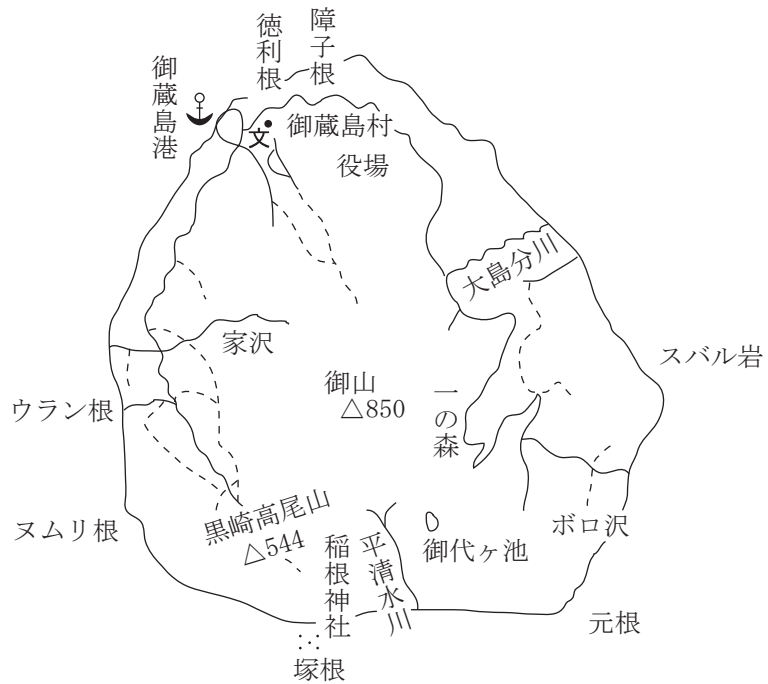 障子根
徳利根
御蔵島港
文
御蔵島村
役場
大島分川
家沢
スバル岩
御山
△850
一の森
ウラン根
黒崎高尾山
△544
ヌムリ根
稲根神社
平清水川
御代ヶ池
ボロ沢
元根
塚根